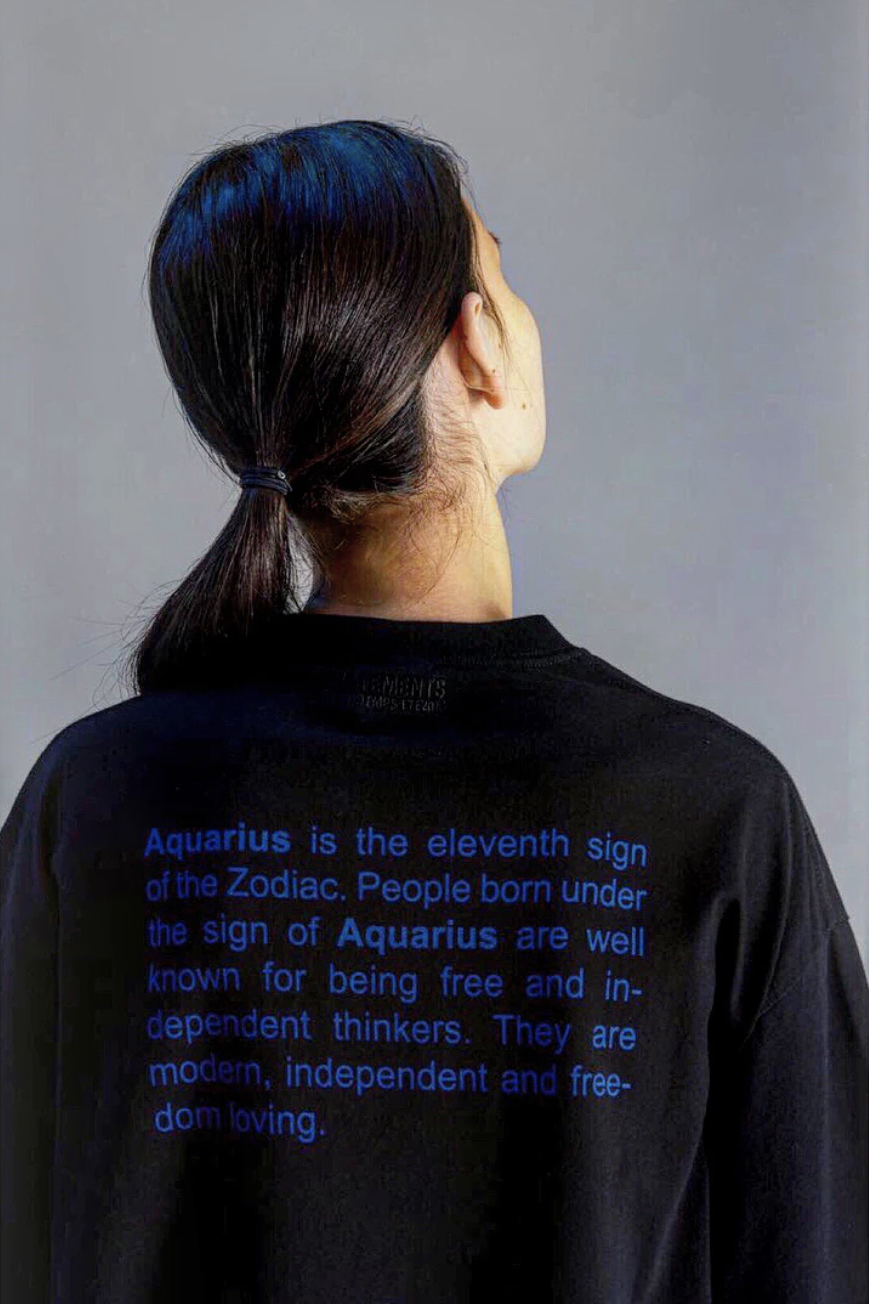 VEMENTS
Aquarius is the eleventh sign
of the Zodiac. People born under
the sign of Aquarius are well
known for being free and in-
dependent thinkers. They are
modern, independent and free-
dom loving.